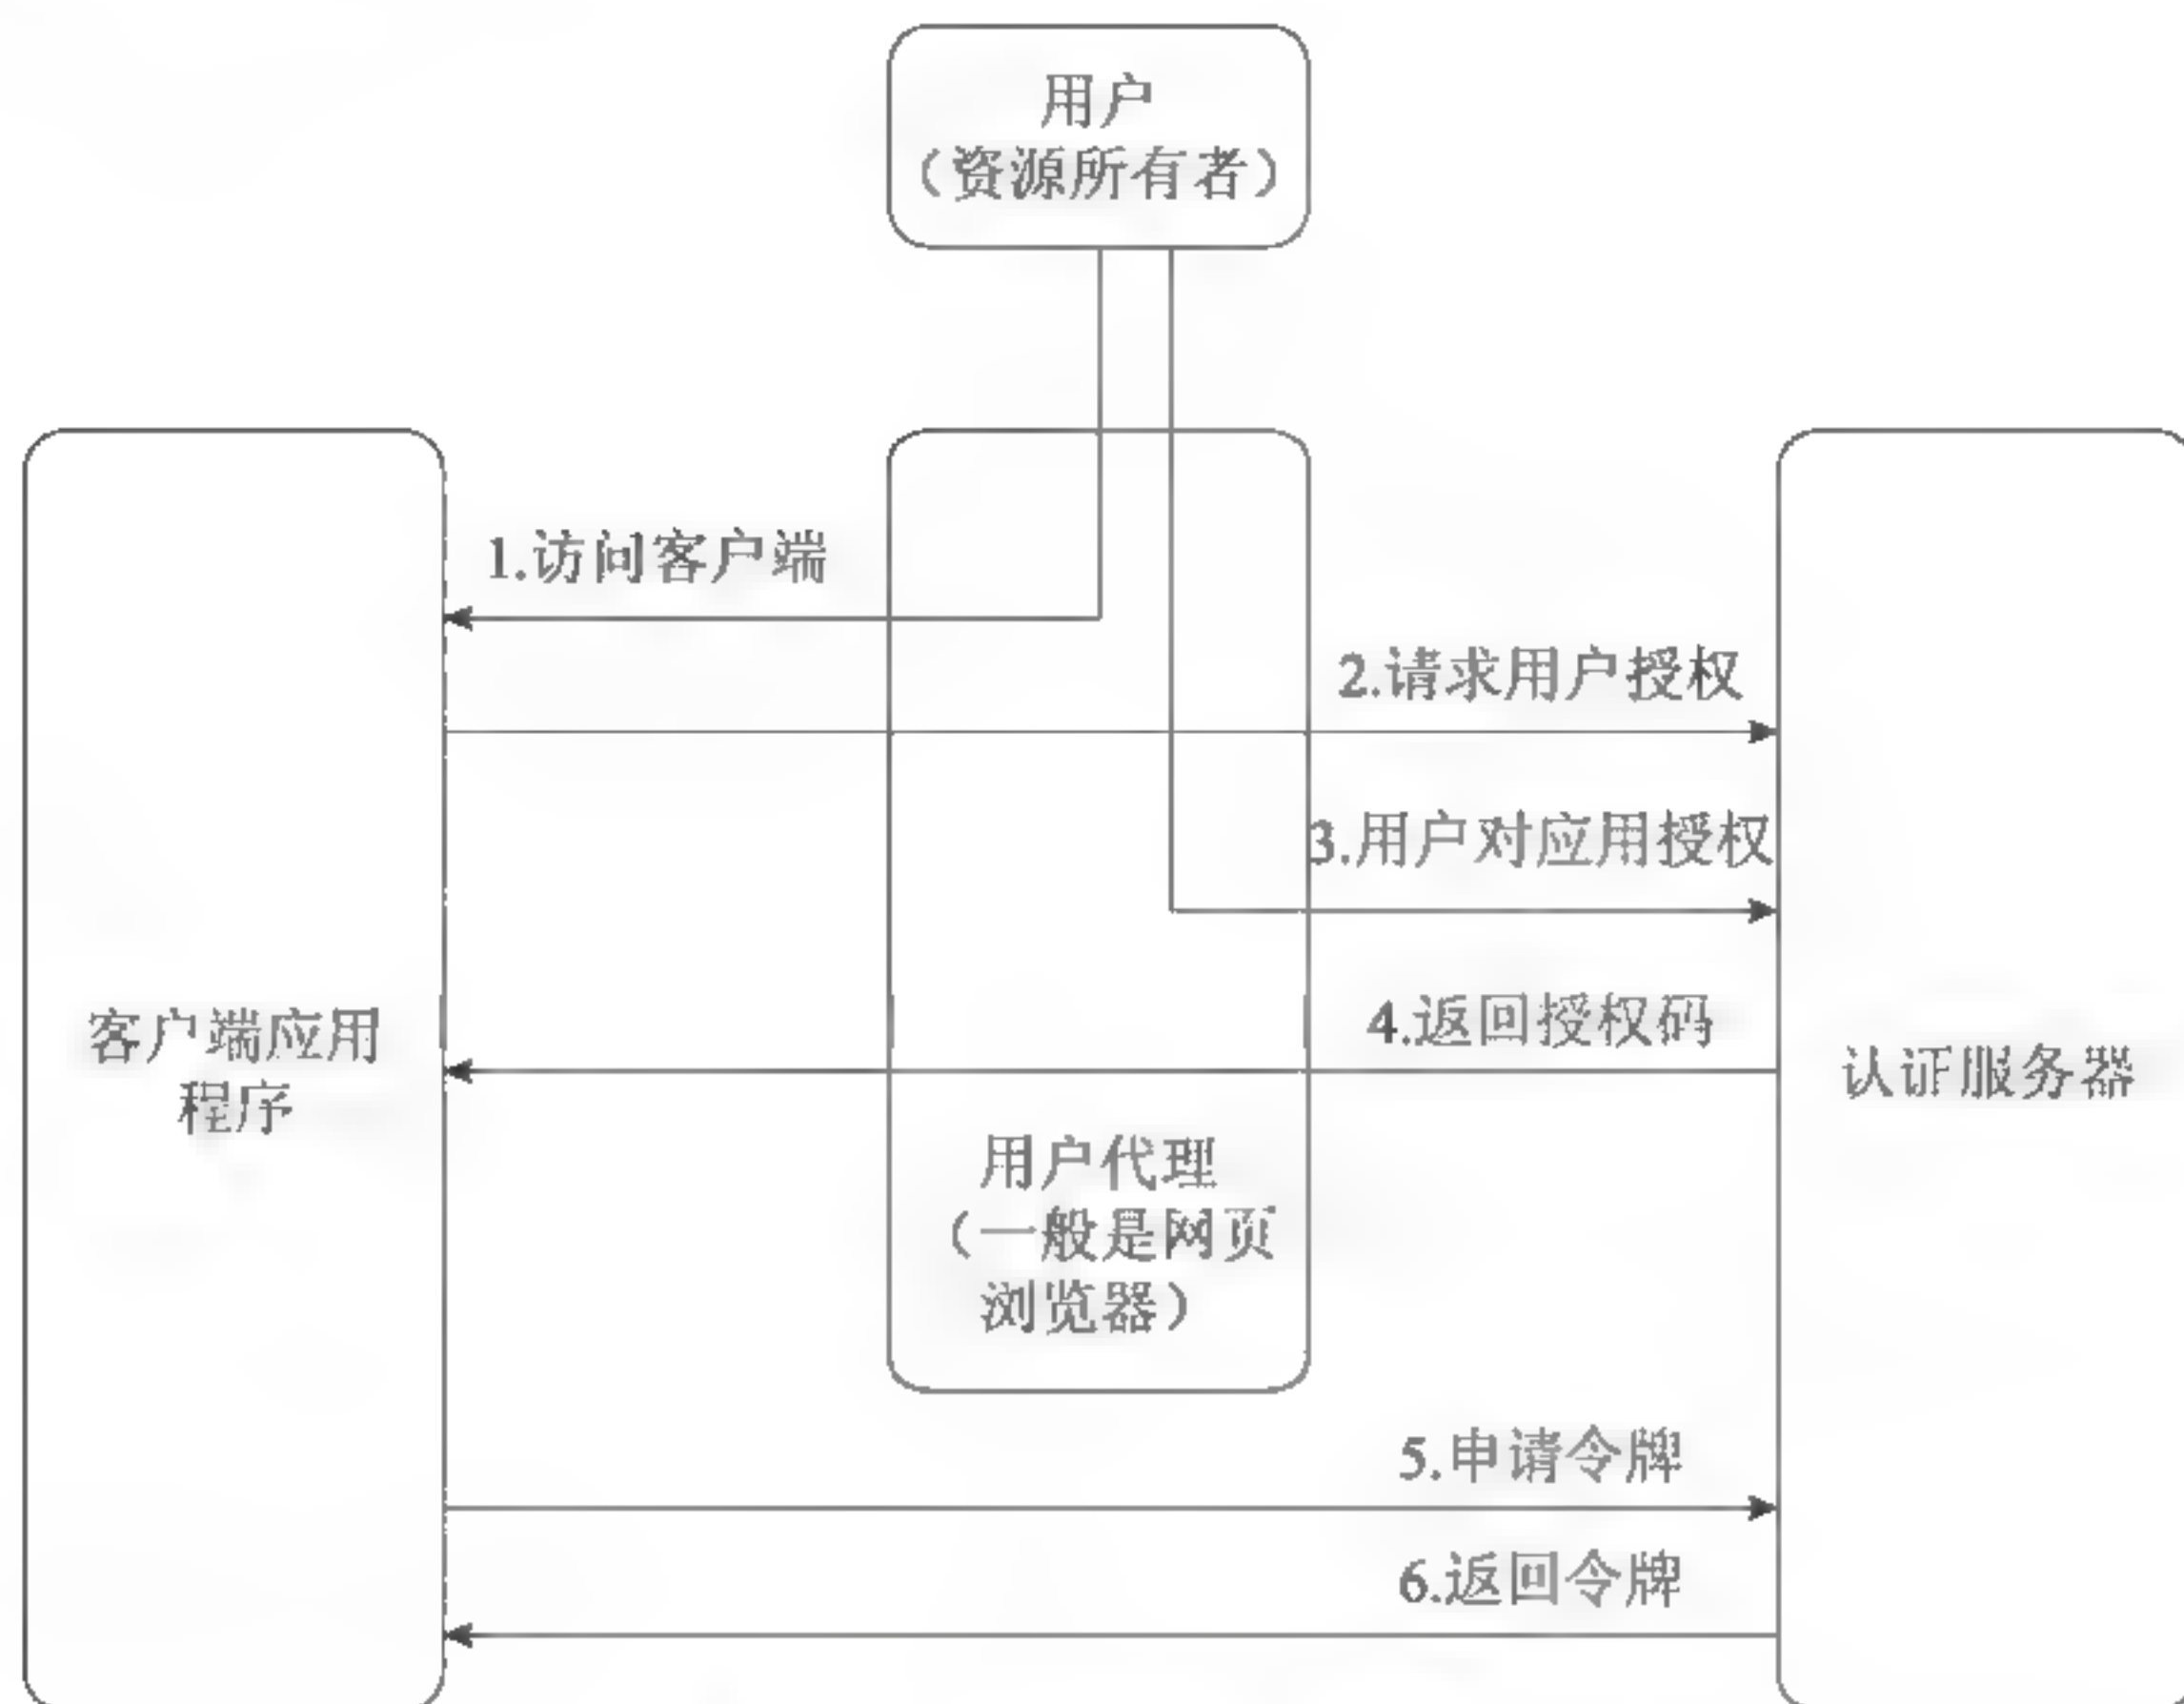 用户
（资源所有者）
1.访问客户端
2.请求用户授权
3.用户对应用授权
4.返回授权码
客户端应用
程序
认证服务器
用户代理
（一般是网页
浏览器）
5.申请令牌
6.返回令牌